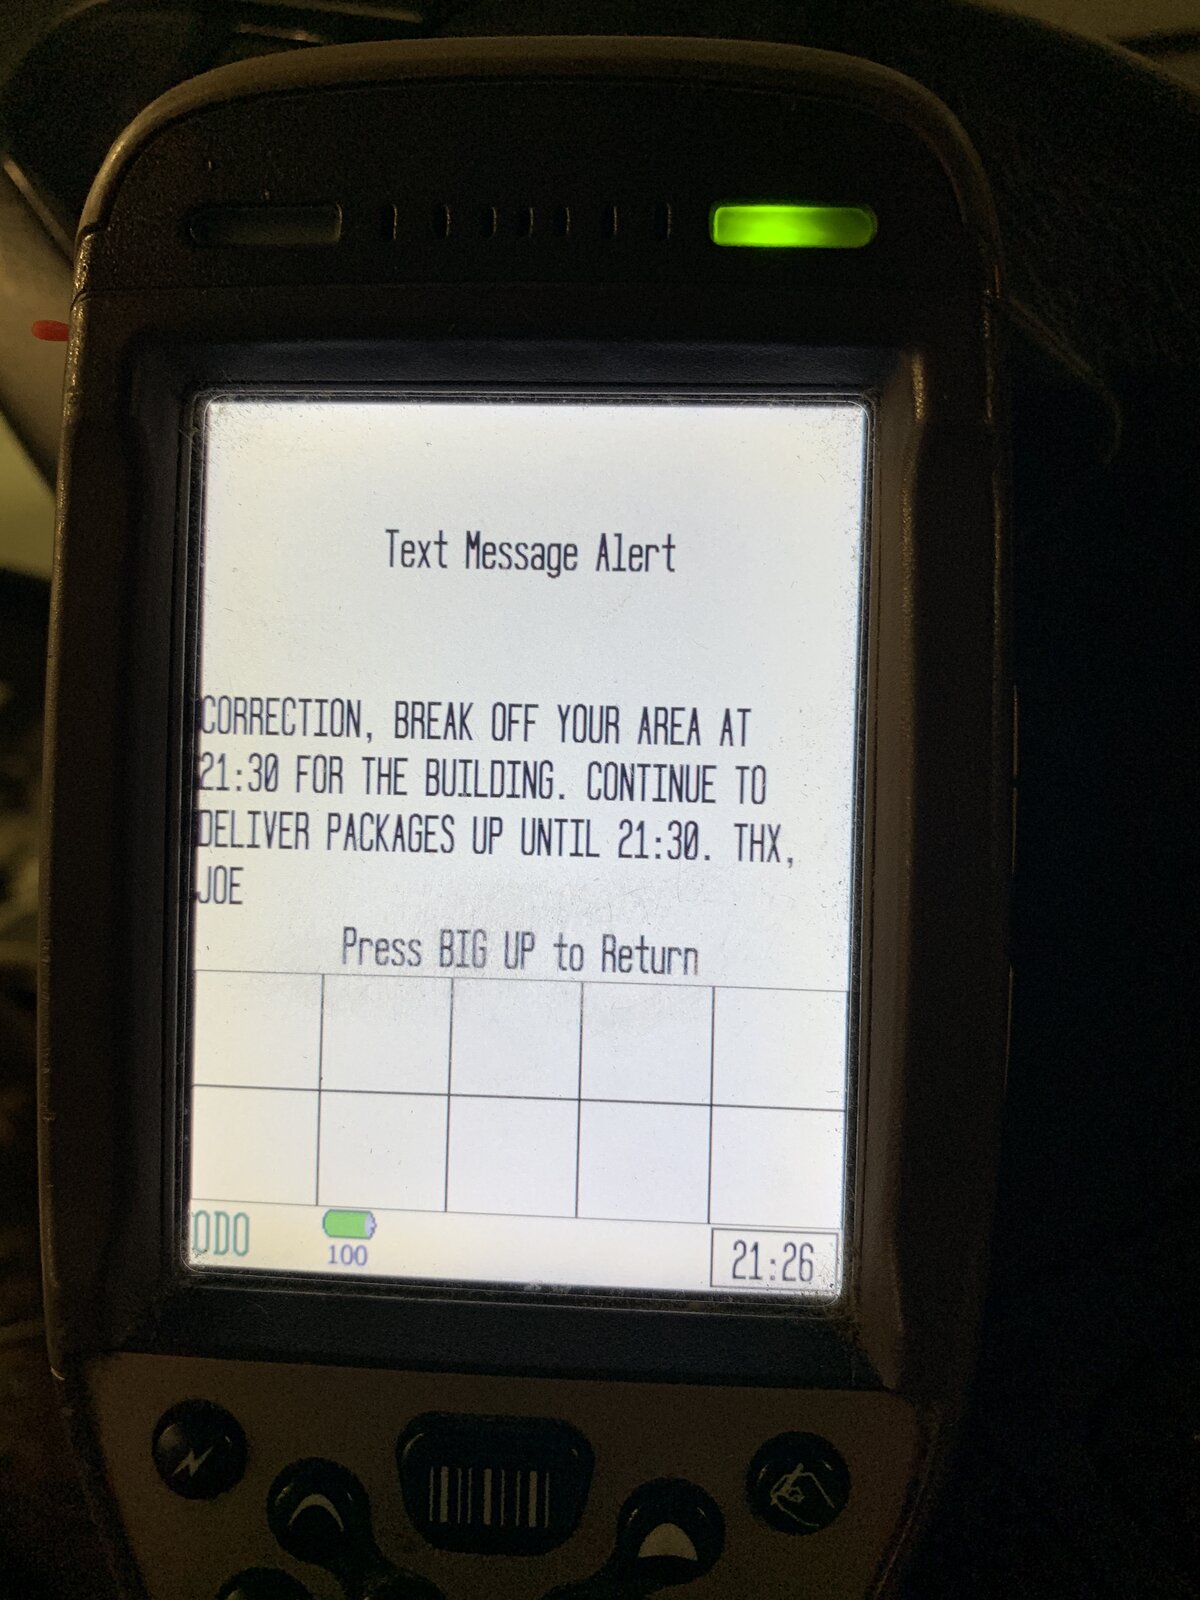 Text Message Alert
CORRECTION, BREAK OFF YOUR AREA AT
21:30 FOR THE BUILDING. CONTINUE TO
DELIVER PACKAGES UP UNTIL 21:30. THX,
JOE
Press BIG UP to Return
ODO
100
21:26